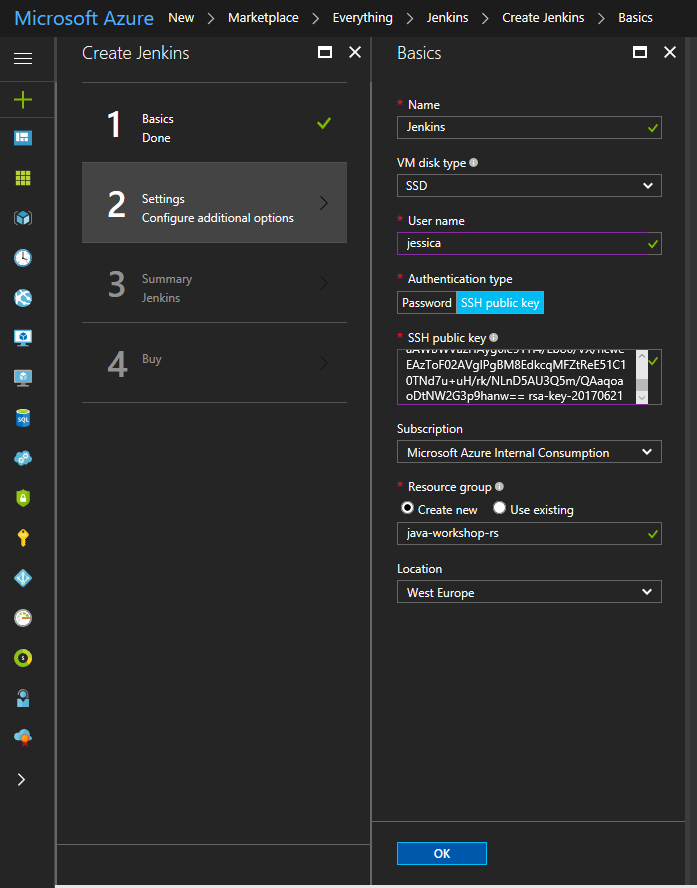 Microsoft Azure New > Marketplace > Everything > Jenkins > Create Jenkins > Basics
Create Jenkins
1
Basics
Done
2
Settings
Configure additional options
3
Summary
Jenkins
4
Buy
Basics
* Name
Jenkins
VM disk type
SSD
* User name
jessica
* Authentication type
Password SSH public key
* SSH public key
EAzToF02AVglPgBM8EdkcqMFZtReE51C1
0TNd7u+uH/rk/NLnD5AU3Q5m/QAaqoa
oDtNW2G3p9hanw== rsa-key-20170621
Subscription
Microsoft Azure Internal Consumption
* Resource group
Create new Use existing
java-workshop-rs
Location
West Europe
OK
SQL